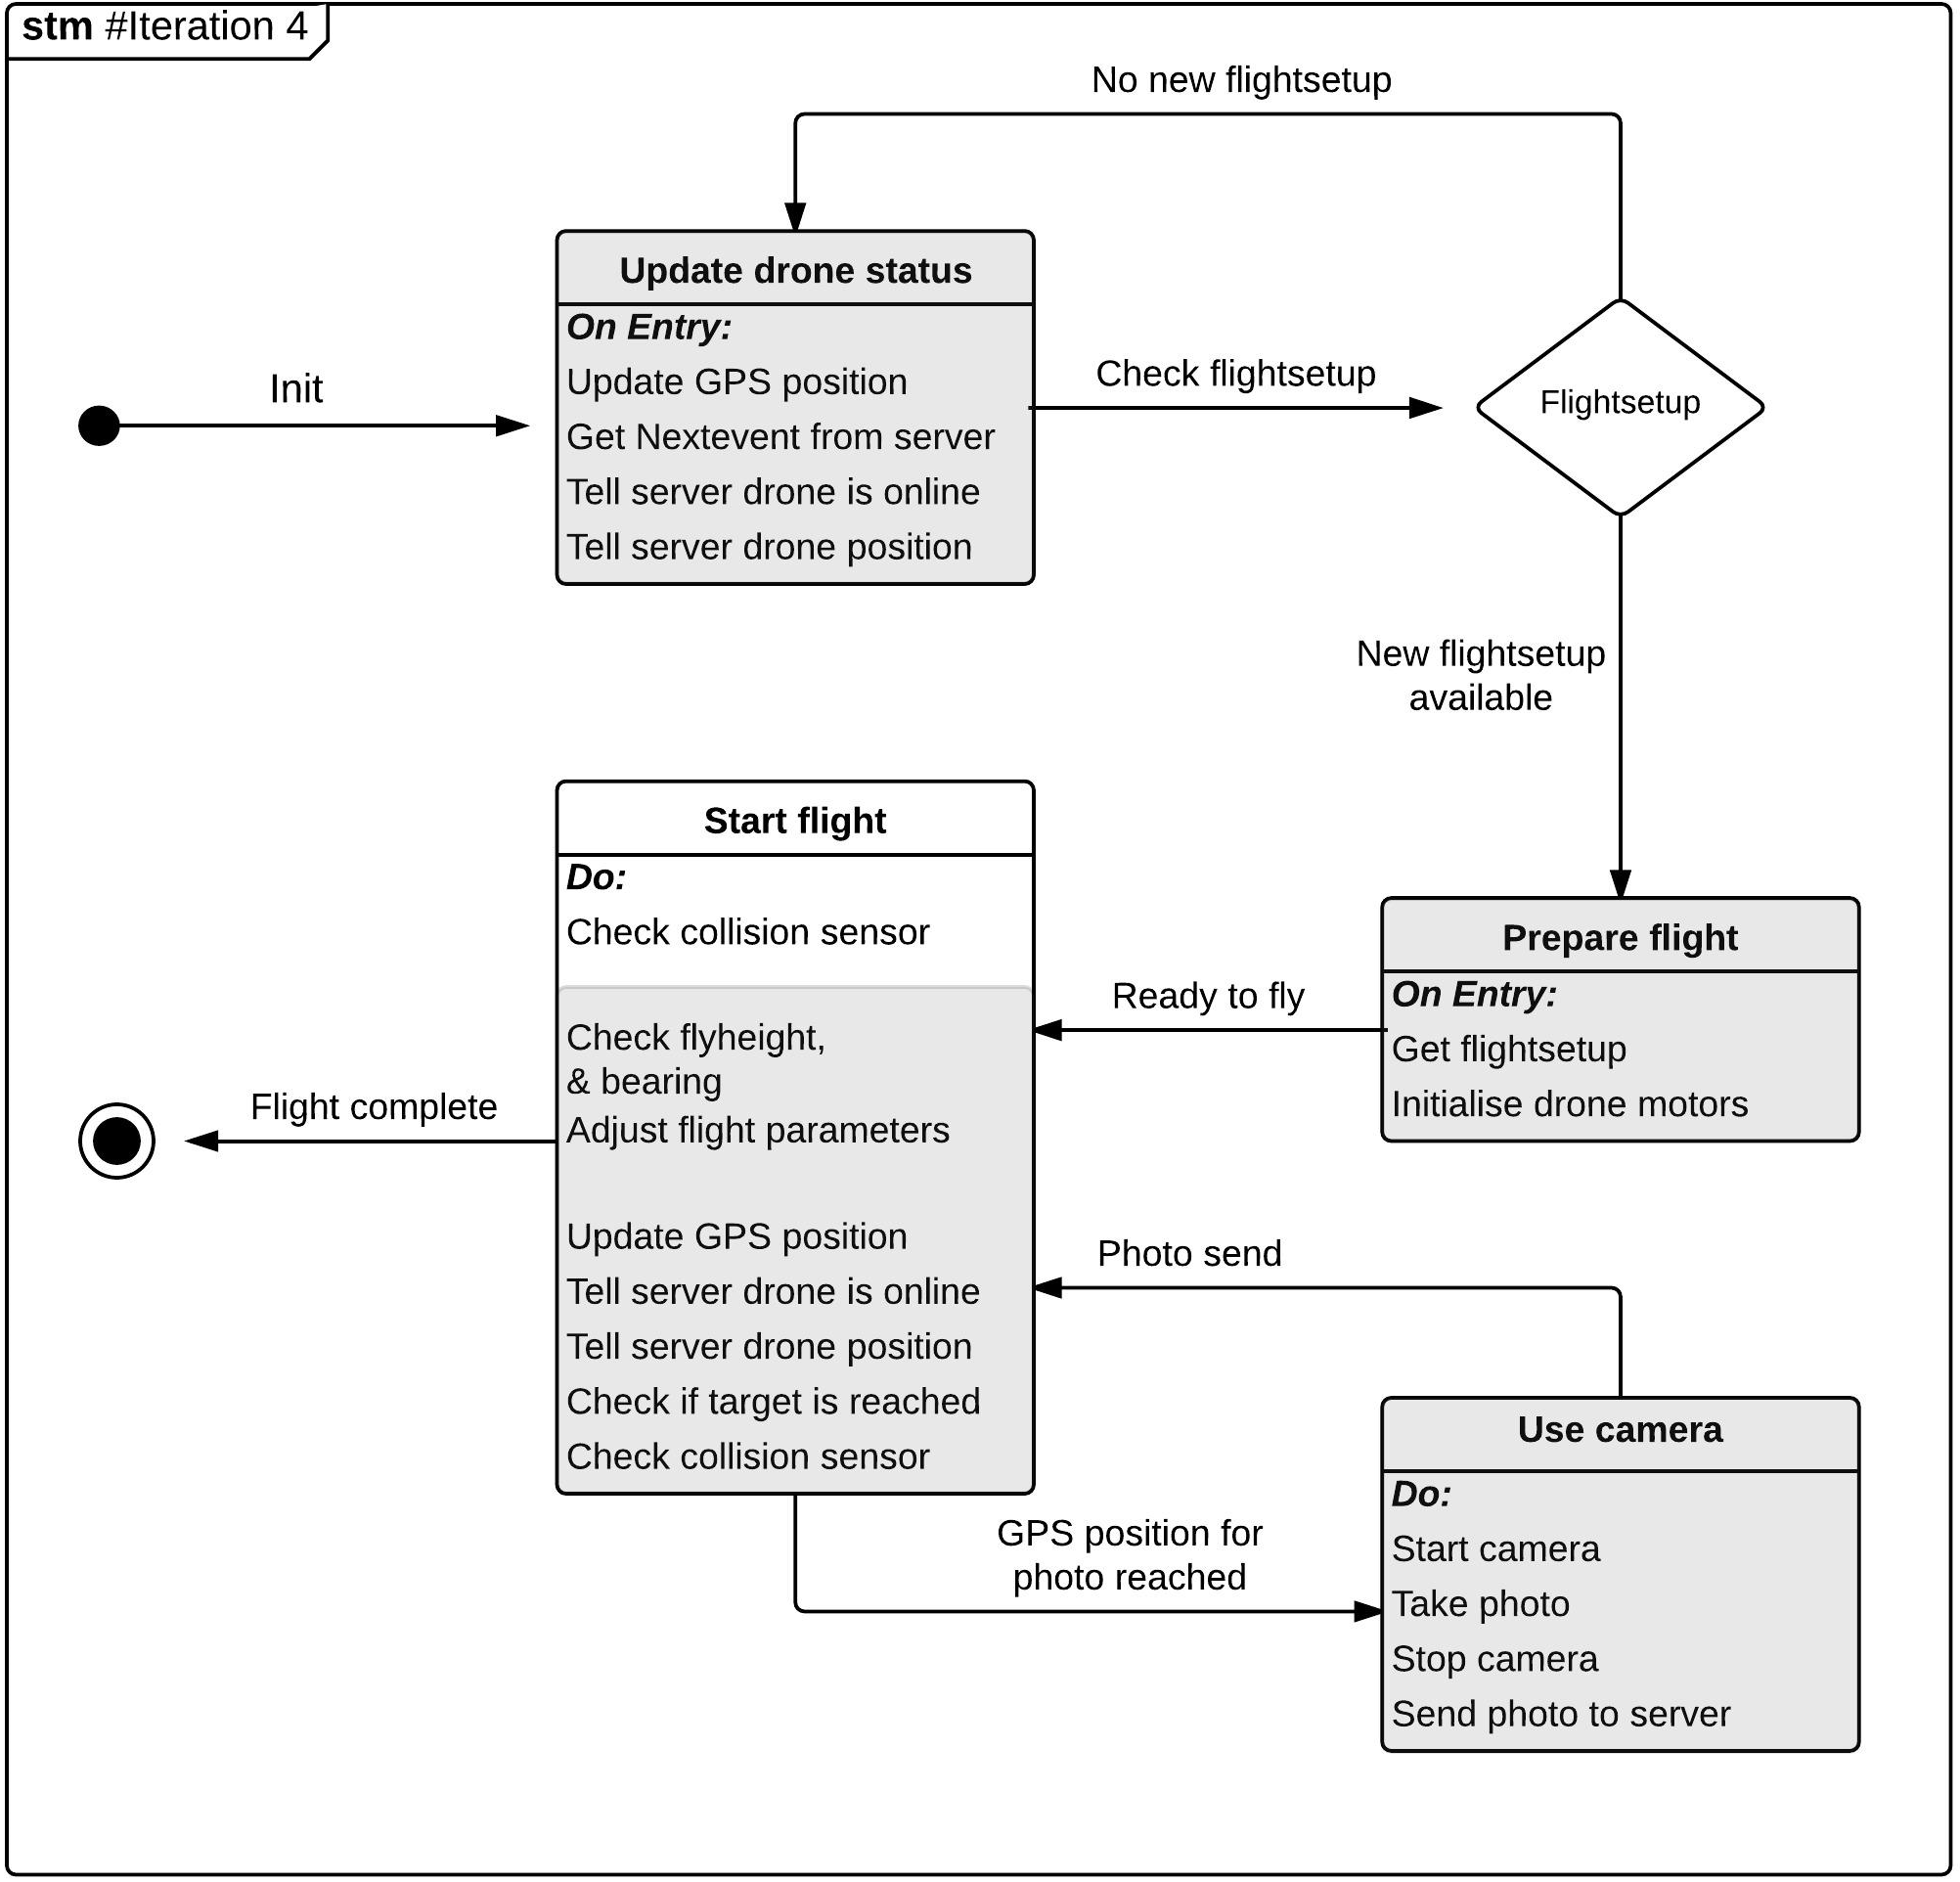 stm #Iteration 4
No new flightsetup
Update drone status
On Entry:
Update GPS position
Get Nextevent from server
Tell server drone is online
Tell server drone position
Init
Check flightsetup
Flightsetup
New flightsetup
available
Start flight
Do:
Check collision sensor
Check flyheight,
& bearing
Adjust flight parameters
Update GPS position
Tell server drone is online
Tell server drone position
Check if target is reached
Check collision sensor
Prepare flight
On Entry:
Get flightsetup
Initialise drone motors
Ready to fly
Flight complete
Photo send
GPS position for
photo reached
Use camera
Do:
Start camera
Take photo
Stop camera
Send photo to server